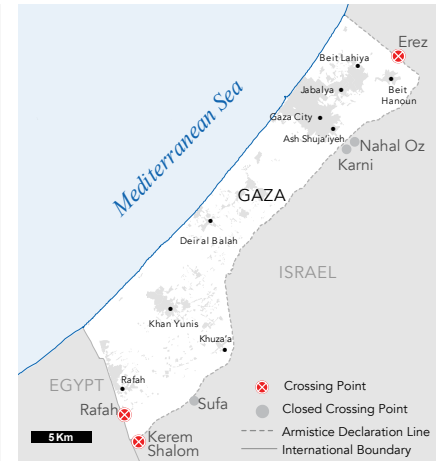 Erez
Beit Lahiya
Jabalya
Beit
Hanoun
Gaza City
Ash Shuja'iyeh
Nahal Oz
Karni
Mediterranean Sea
GAZA
Deir al Balah
ISRAEL
Khan Yunis
Khuza'a
EGYPT
Rafah
Rafah
Sufa
Kerem
Shalom
5 Km
Crossing Point
Closed Crossing Point
Armistice Declaration Line
International Boundary